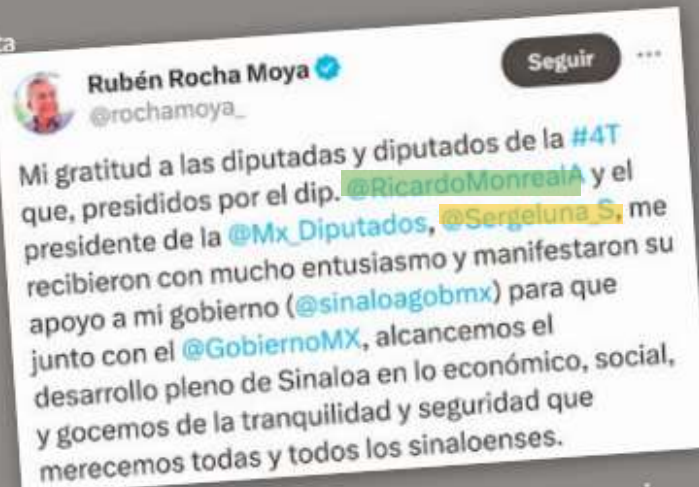 Rubén Rocha Moya
Seguir
@rochamoya_
Mi gratitud a las diputadas y diputados de la #4T
que, presididos por el dip. @RicardoMonrealA y el
presidente de la @Mx_Diputados, @Sergeluna_S, me
recibieron con mucho entusiasmo y manifestaron su
apoyo a mi gobierno (@sinaloagobmx) para que
junto con el @GobiernoMX, alcancemos el
desarrollo pleno de Sinaloa en lo económico, social,
y gocemos de la tranquilidad y seguridad que
merecemos todas y todos los sinaloenses.